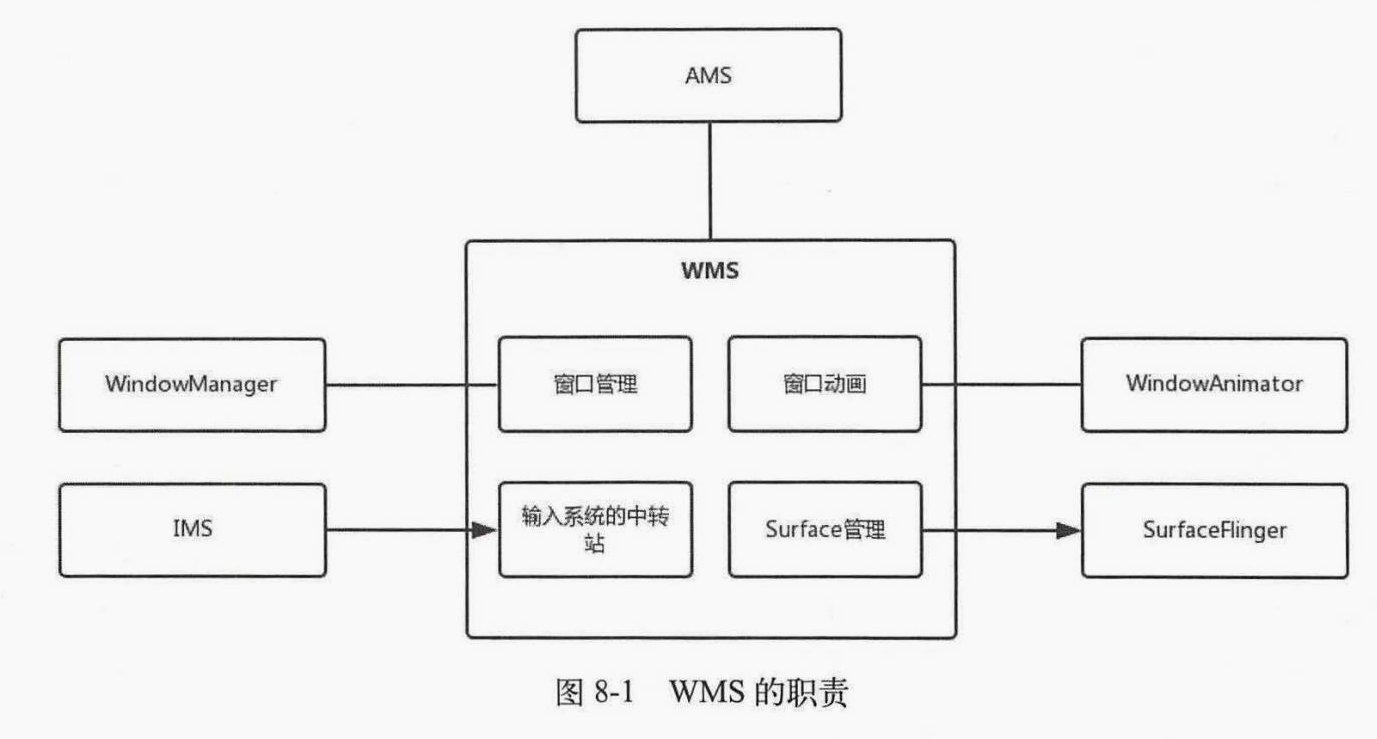 AMS
WMS
WindowManager
窗口管理
窗口动画
WindowAnimator
IMS
输入系统的中转
站
Surface管理
SurfaceFlinger
图 8-1 WMS 的职责